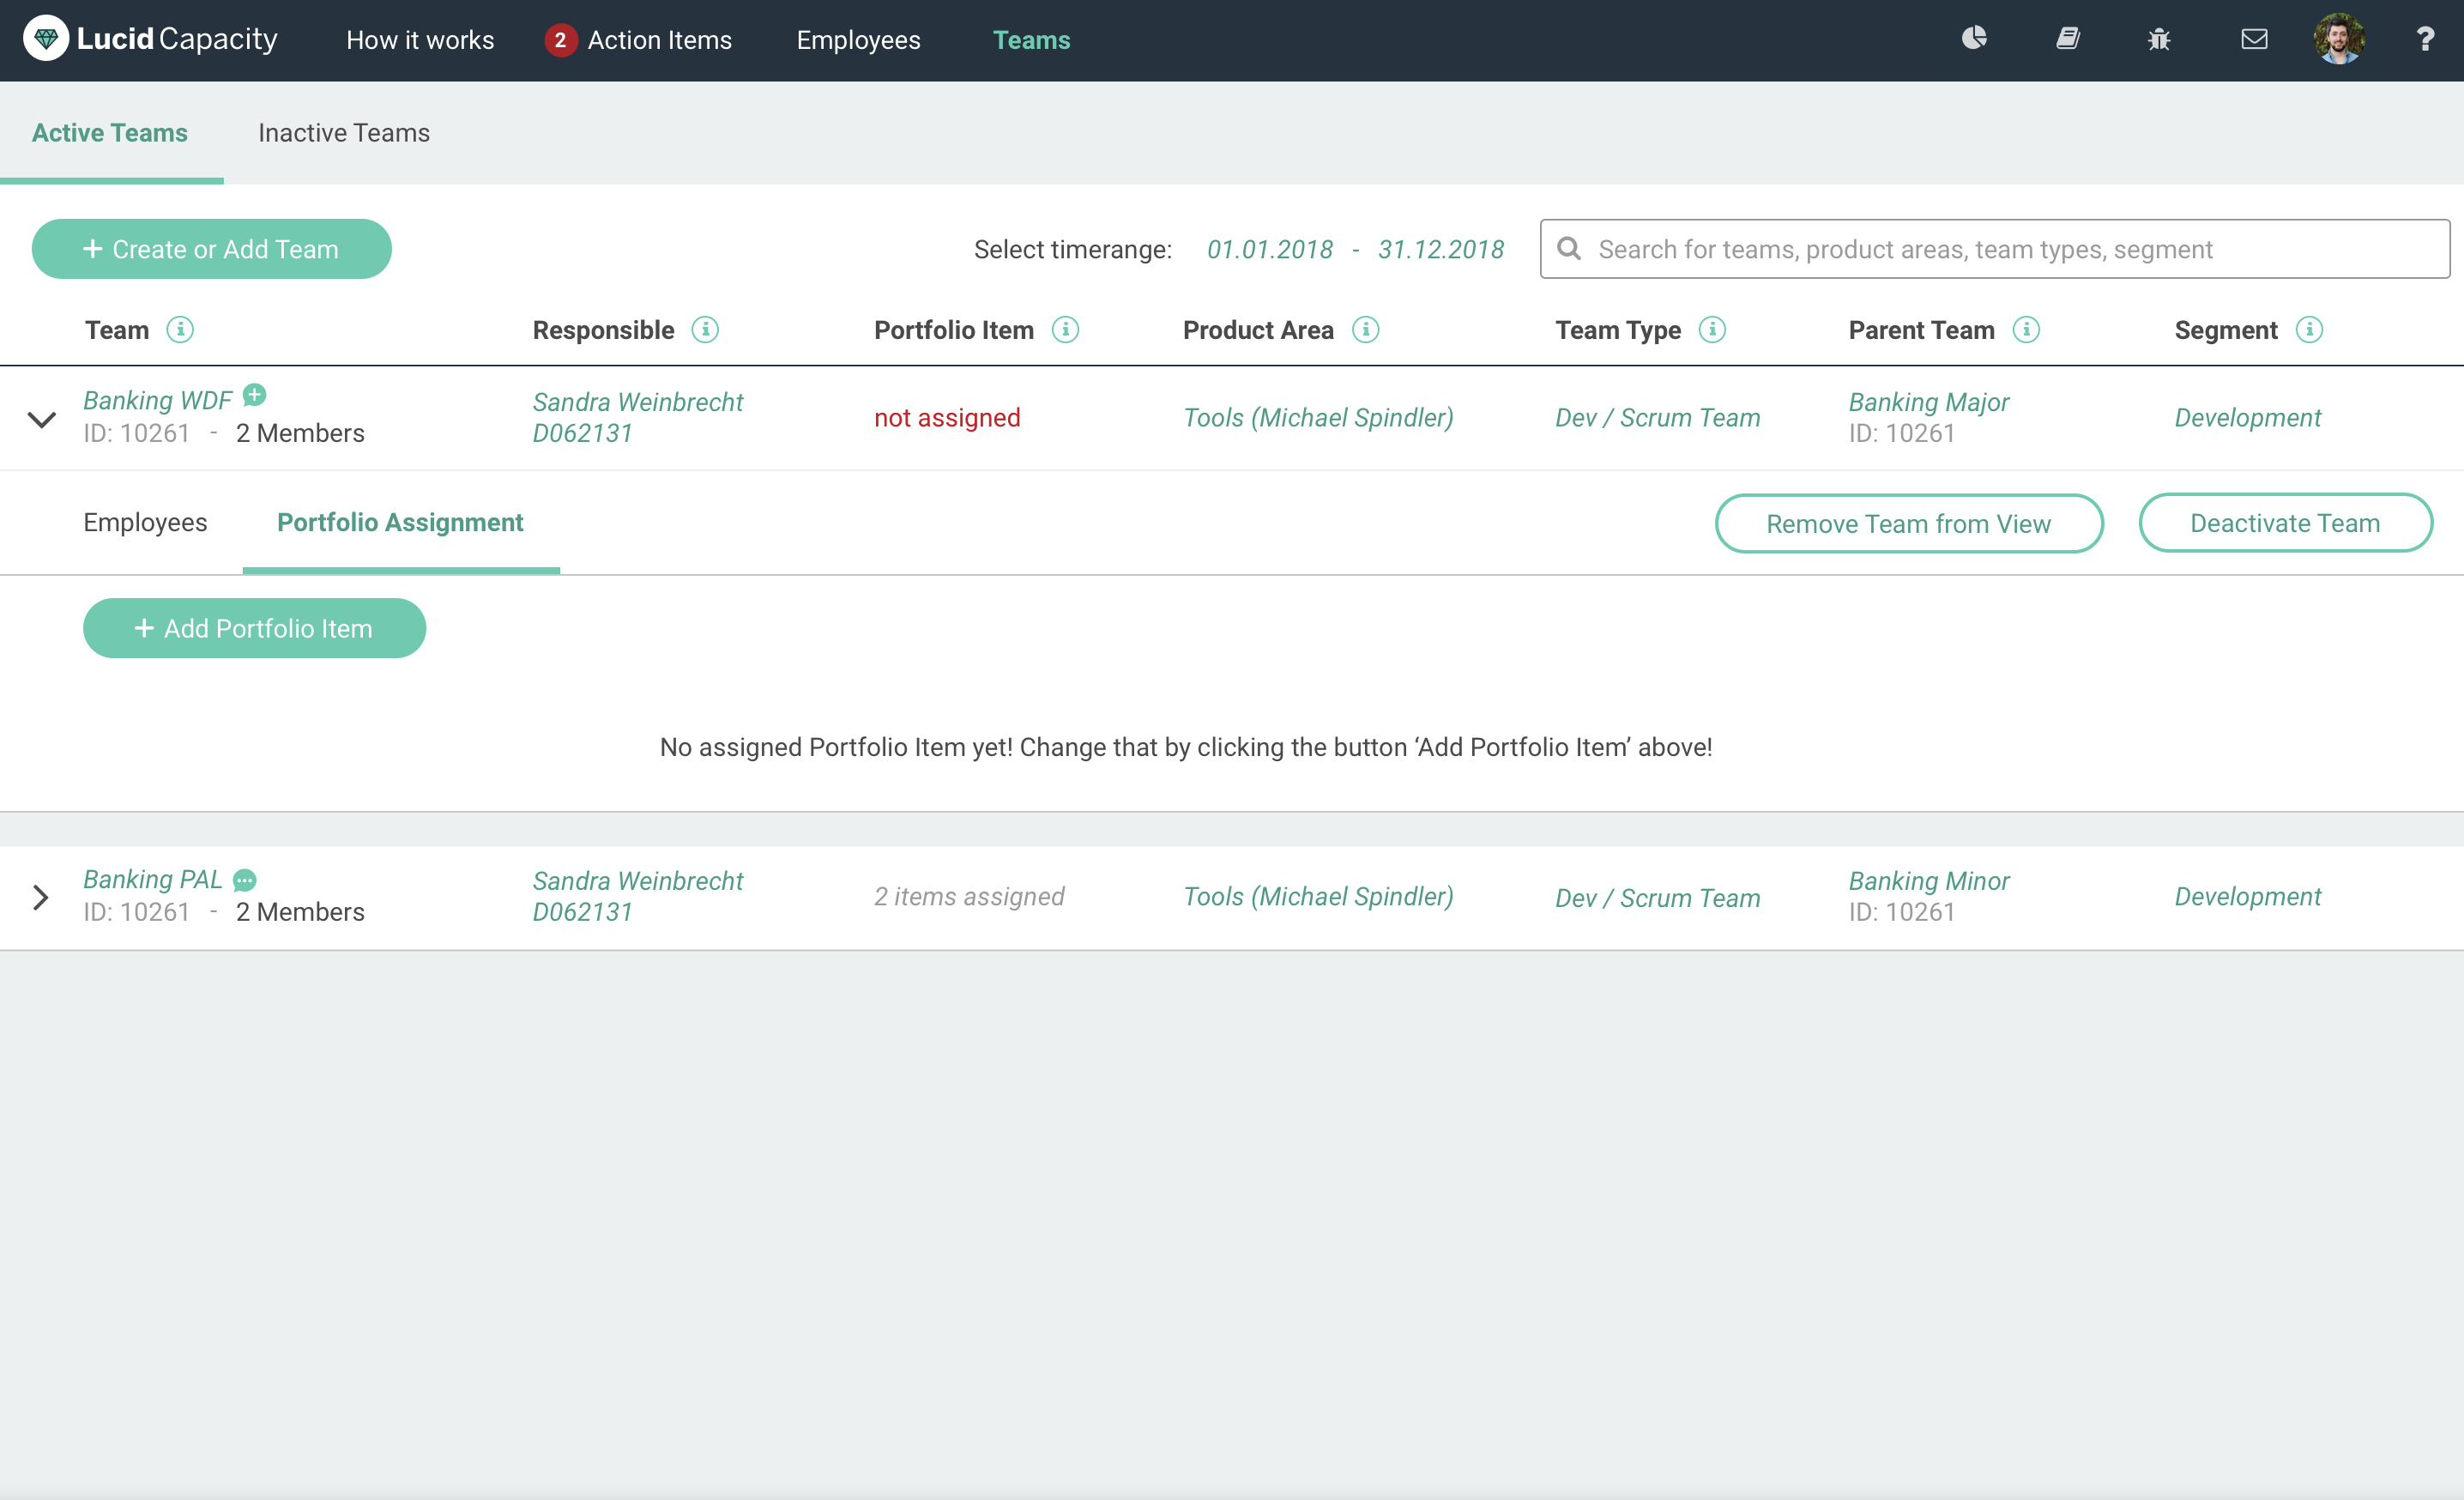 Lucid Capacity How it works 2 Action Items Employees Teams ?
Active Teams Inactive Teams
+ Create or Add Team Select timerange: 01.01.2018 - 31.12.2018 Search for teams, product areas, team types, segment
Team i Responsible i Portfolio Item i Product Area i Team Type i Parent Team i Segment i
Banking WDF Sandra Weinbrecht not assigned Tools (Michael Spindler) Dev / Scrum Team Banking Major Development
ID: 10261 - 2 Members D062131 ID: 10261
Employees Portfolio Assignment Remove Team from View Deactivate Team
+ Add Portfolio Item
No assigned Portfolio Item yet! Change that by clicking the button ‘Add Portfolio Item’ above!
Banking PAL Sandra Weinbrecht 2 items assigned Tools (Michael Spindler) Dev / Scrum Team Banking Minor Development
ID: 10261 - 2 Members D062131 ID: 10261